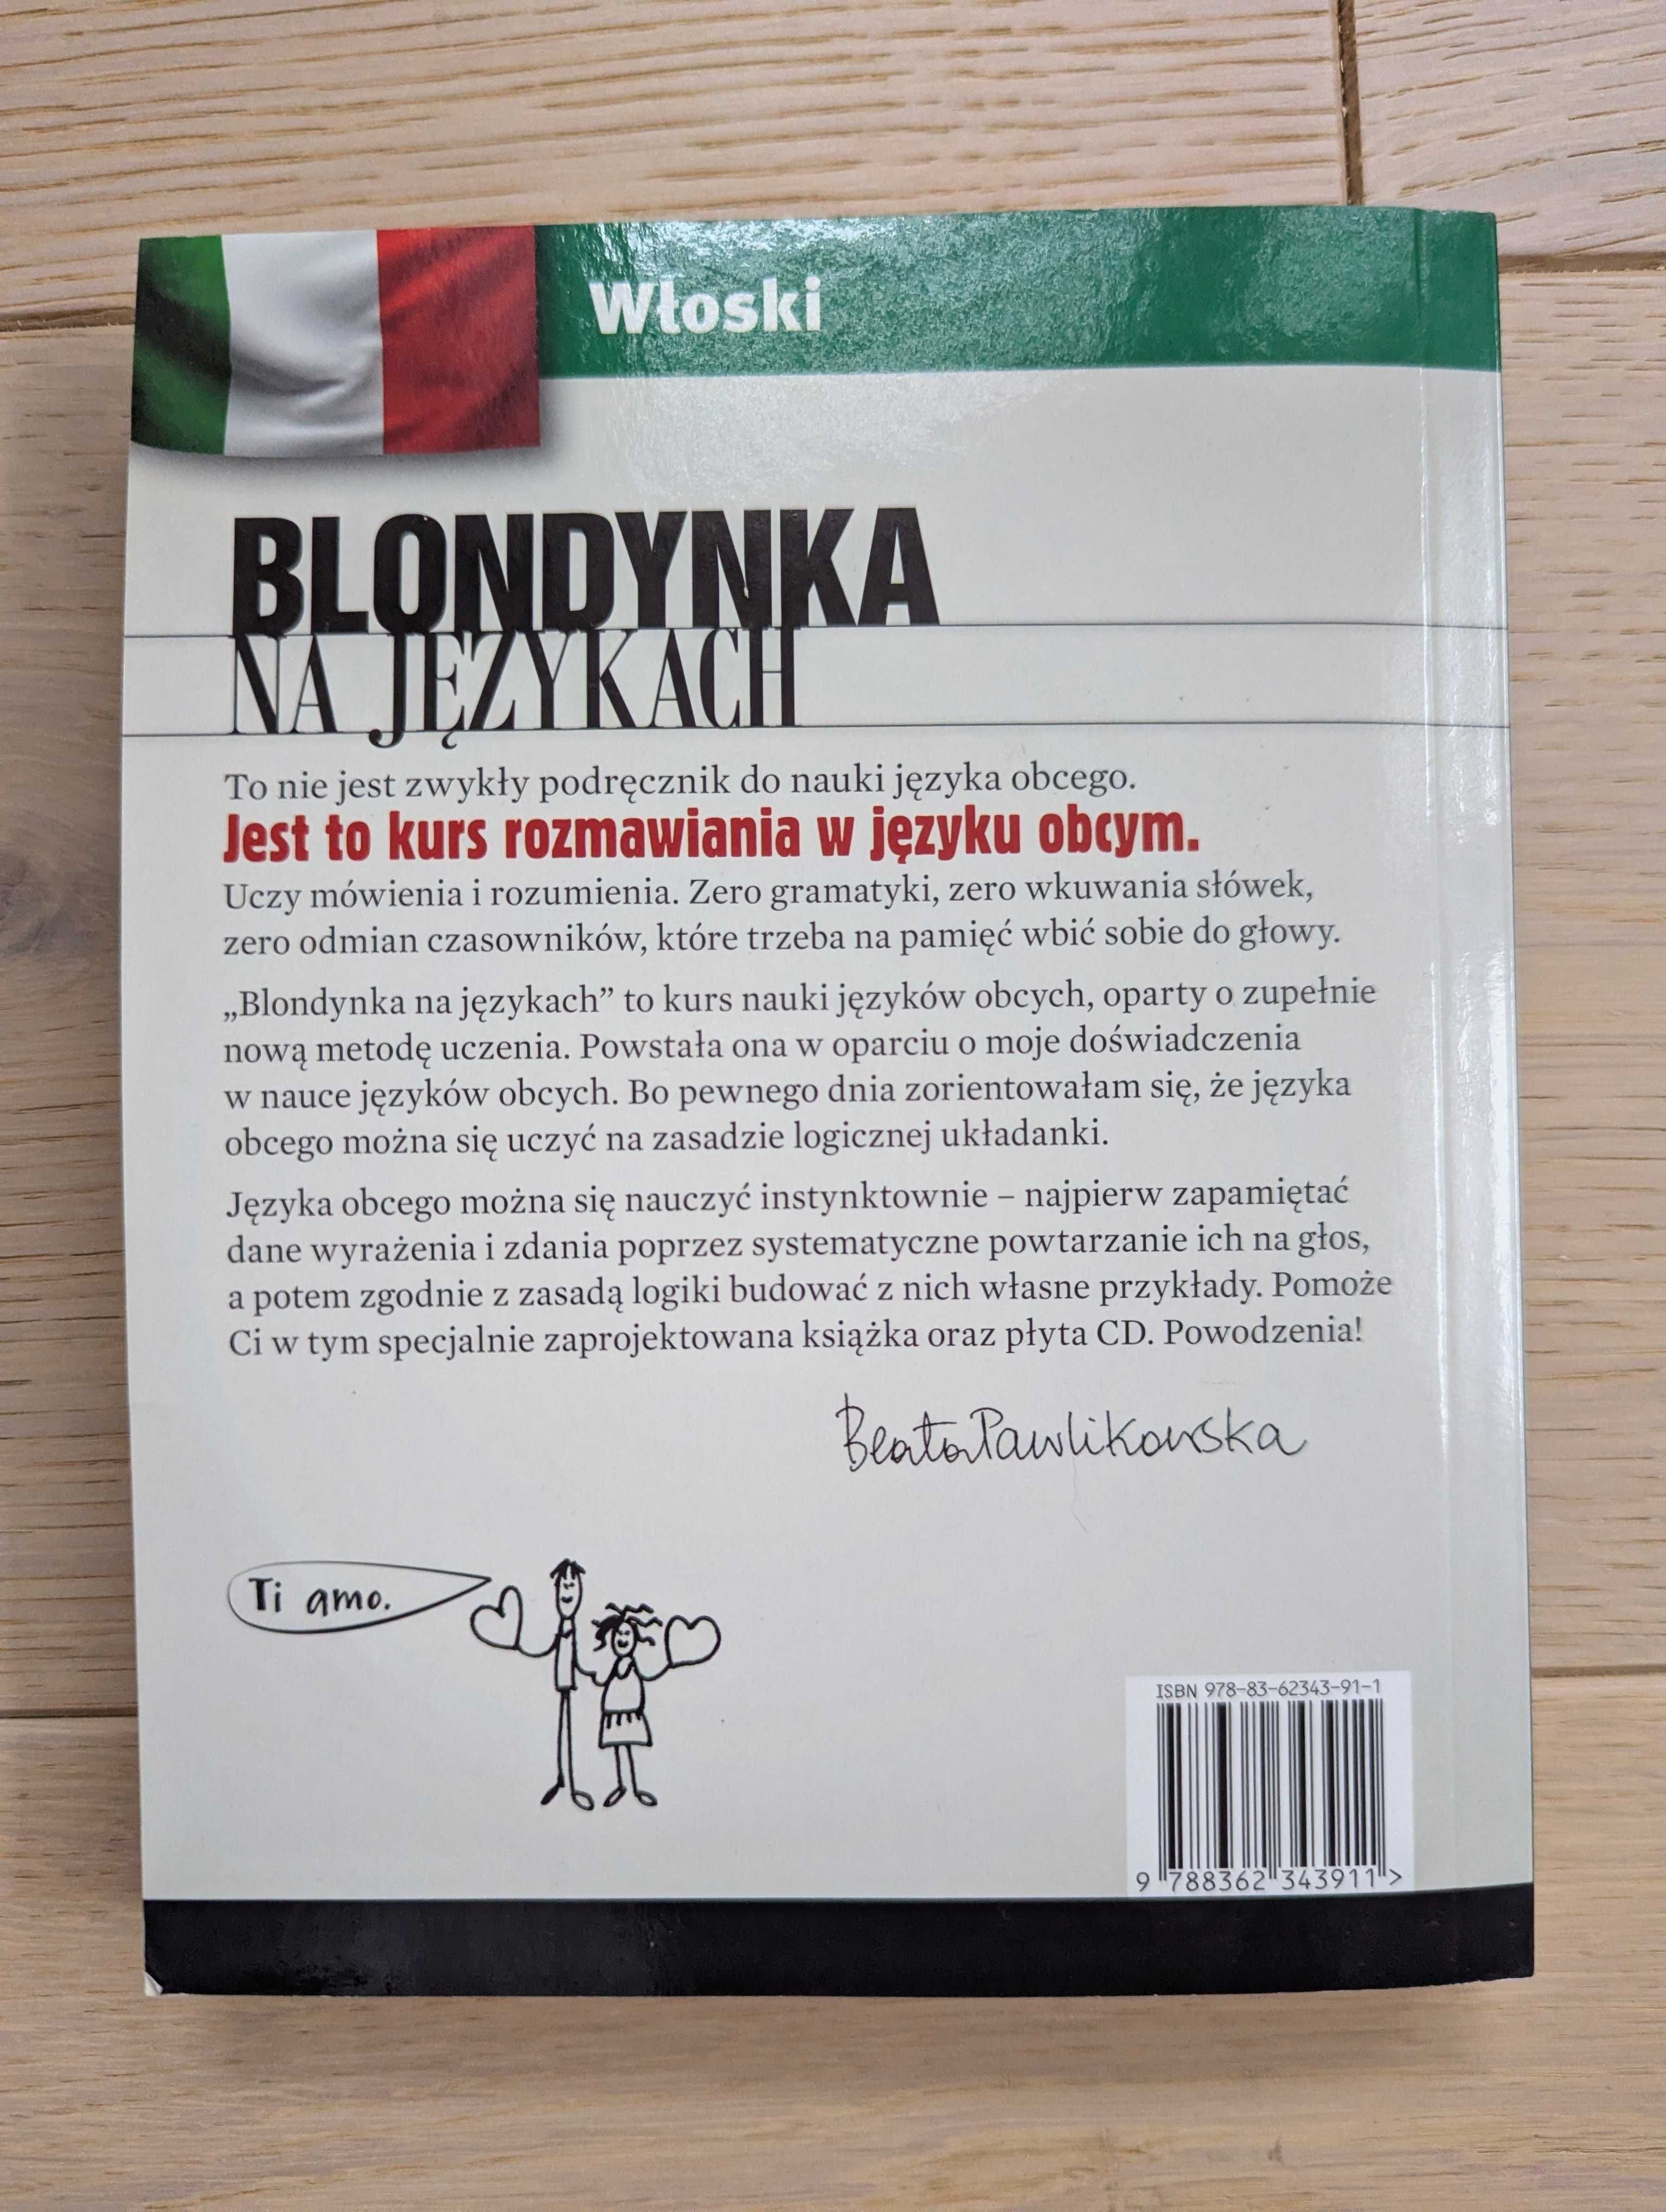 Włoski
BLONDYNKA
NA JĘZYKACH
To nie jest zwykły podręcznik do nauki języka obcego.
Jest to kurs rozmawiania w języku obcym.
Uczy mówienia i rozumienia. Zero gramatyki, zero wkuwania słówek,
zero odmian czasowników, które trzeba na pamięć wbić sobie do głowy.
„Blondynka na językach” to kurs nauki języków obcych, oparty o zupełnie
nową metodę uczenia. Powstała ona w oparciu o moje doświadczenia
w nauce języków obcych. Bo pewnego dnia zorientowałam się, że języka
obcego można się uczyć na zasadzie logicznej układanki.
Języka obcego można się nauczyć instynktownie – najpierw zapamiętać
dane wyrażenia i zdania poprzez systematyczne powtarzanie ich na głos,
a potem zgodnie z zasadą logiki budować z nich własne przykłady. Pomoże
Ci w tym specjalnie zaprojektowana książka oraz płyta CD. Powodzenia!
Beata Pawlikowska
Ti amo.
ISBN 978-83-62343-91-1
9 788362 343911 >